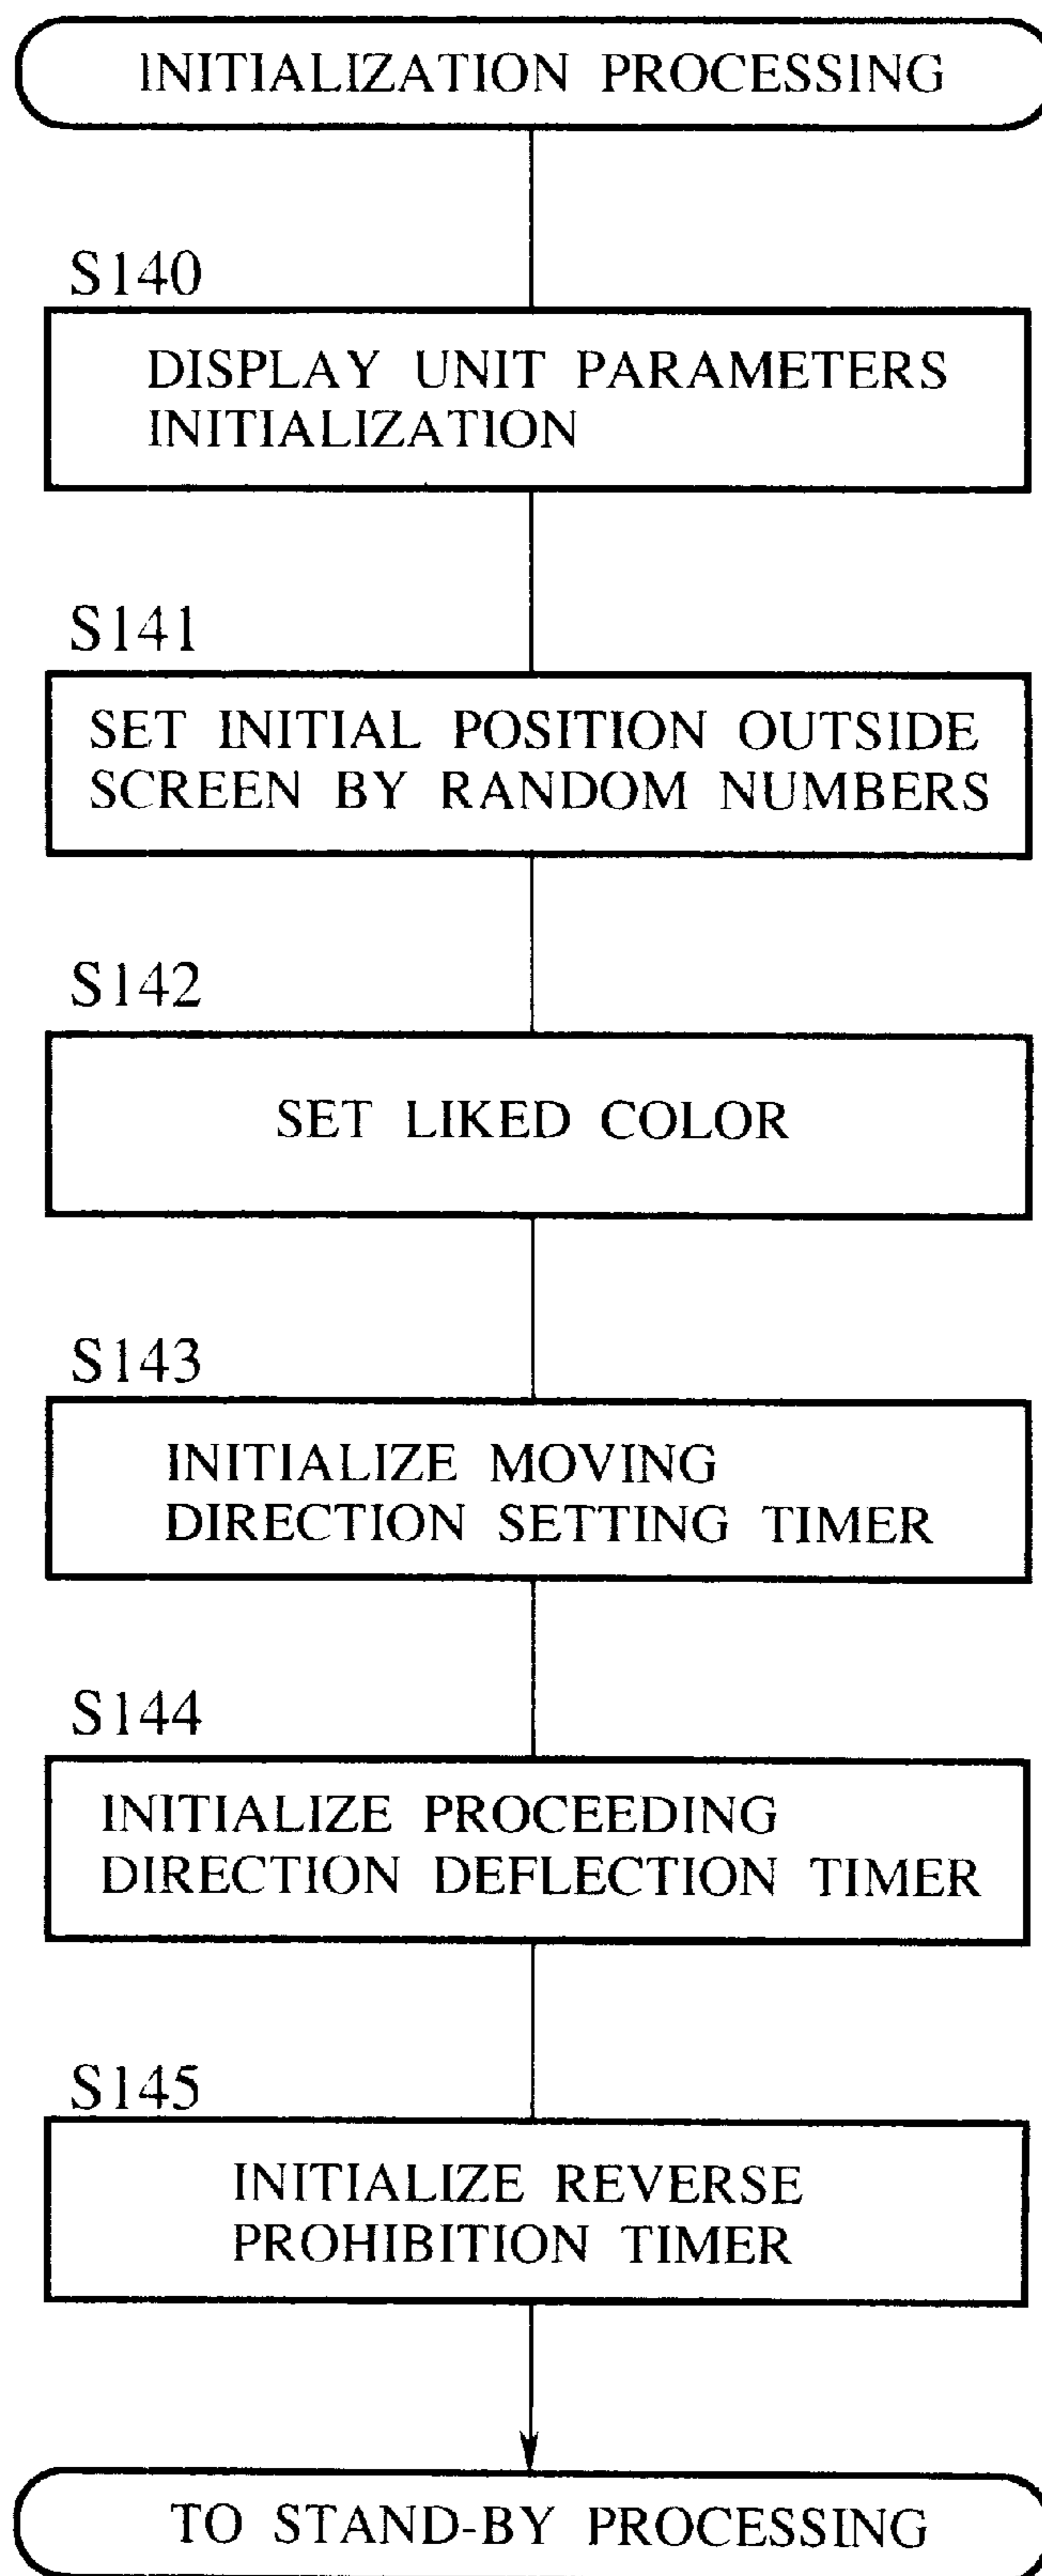 INITIALIZATION PROCESSING
S140
DISPLAY UNIT PARAMETERS
INITIALIZATION
S141
SET INITIAL POSITION OUTSIDE
SCREEN BY RANDOM NUMBERS
S142
SET LIKED COLOR
S143
INITIALIZE MOVING
DIRECTION SETTING TIMER
S144
INITIALIZE PROCEEDING
DIRECTION DEFLECTION TIMER
S145
INITIALIZE REVERSE
PROHIBITION TIMER
TO STAND-BY PROCESSING